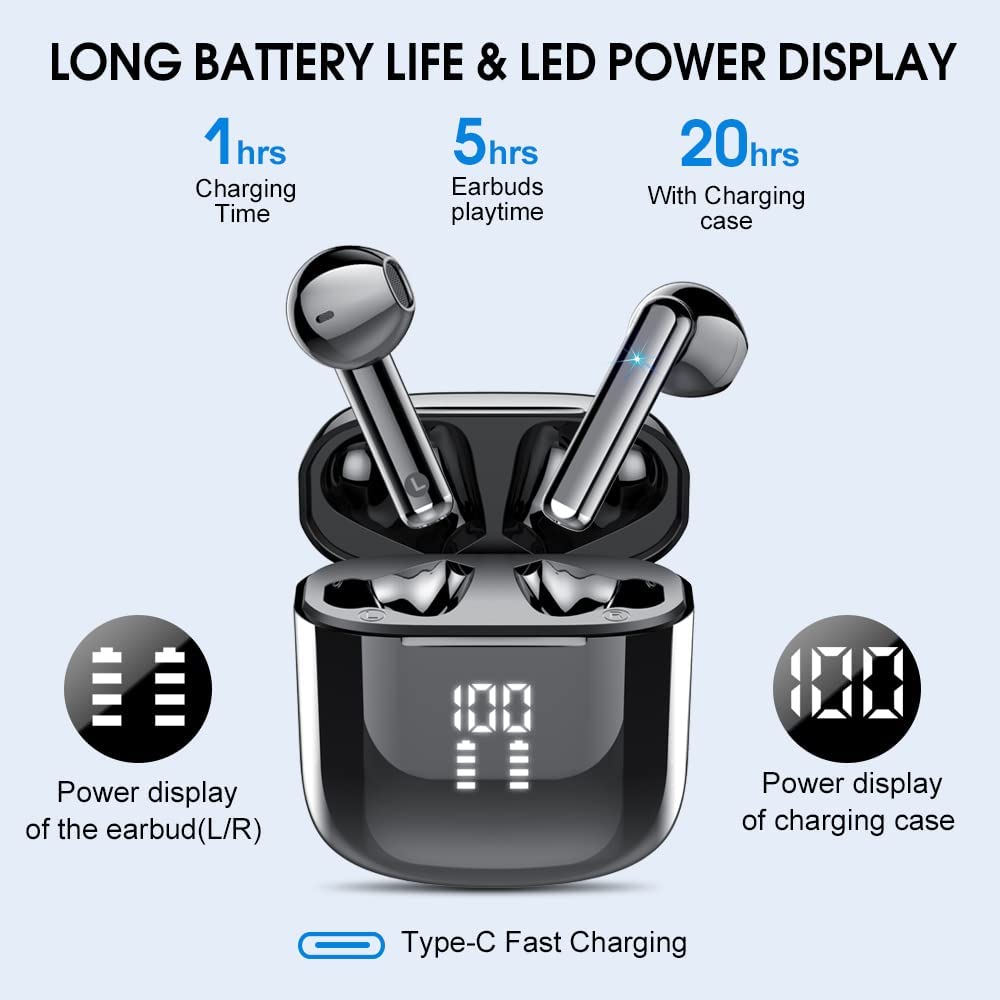 LONG BATTERY LIFE & LED POWER DISPLAY
1hrs
Charging
Time
5hrs
Earbuds
playtime
20hrs
With Charging
case
L
L
R
100
Power display
of the earbud(L/R)
100
Power display
of charging case
Type-C Fast Charging